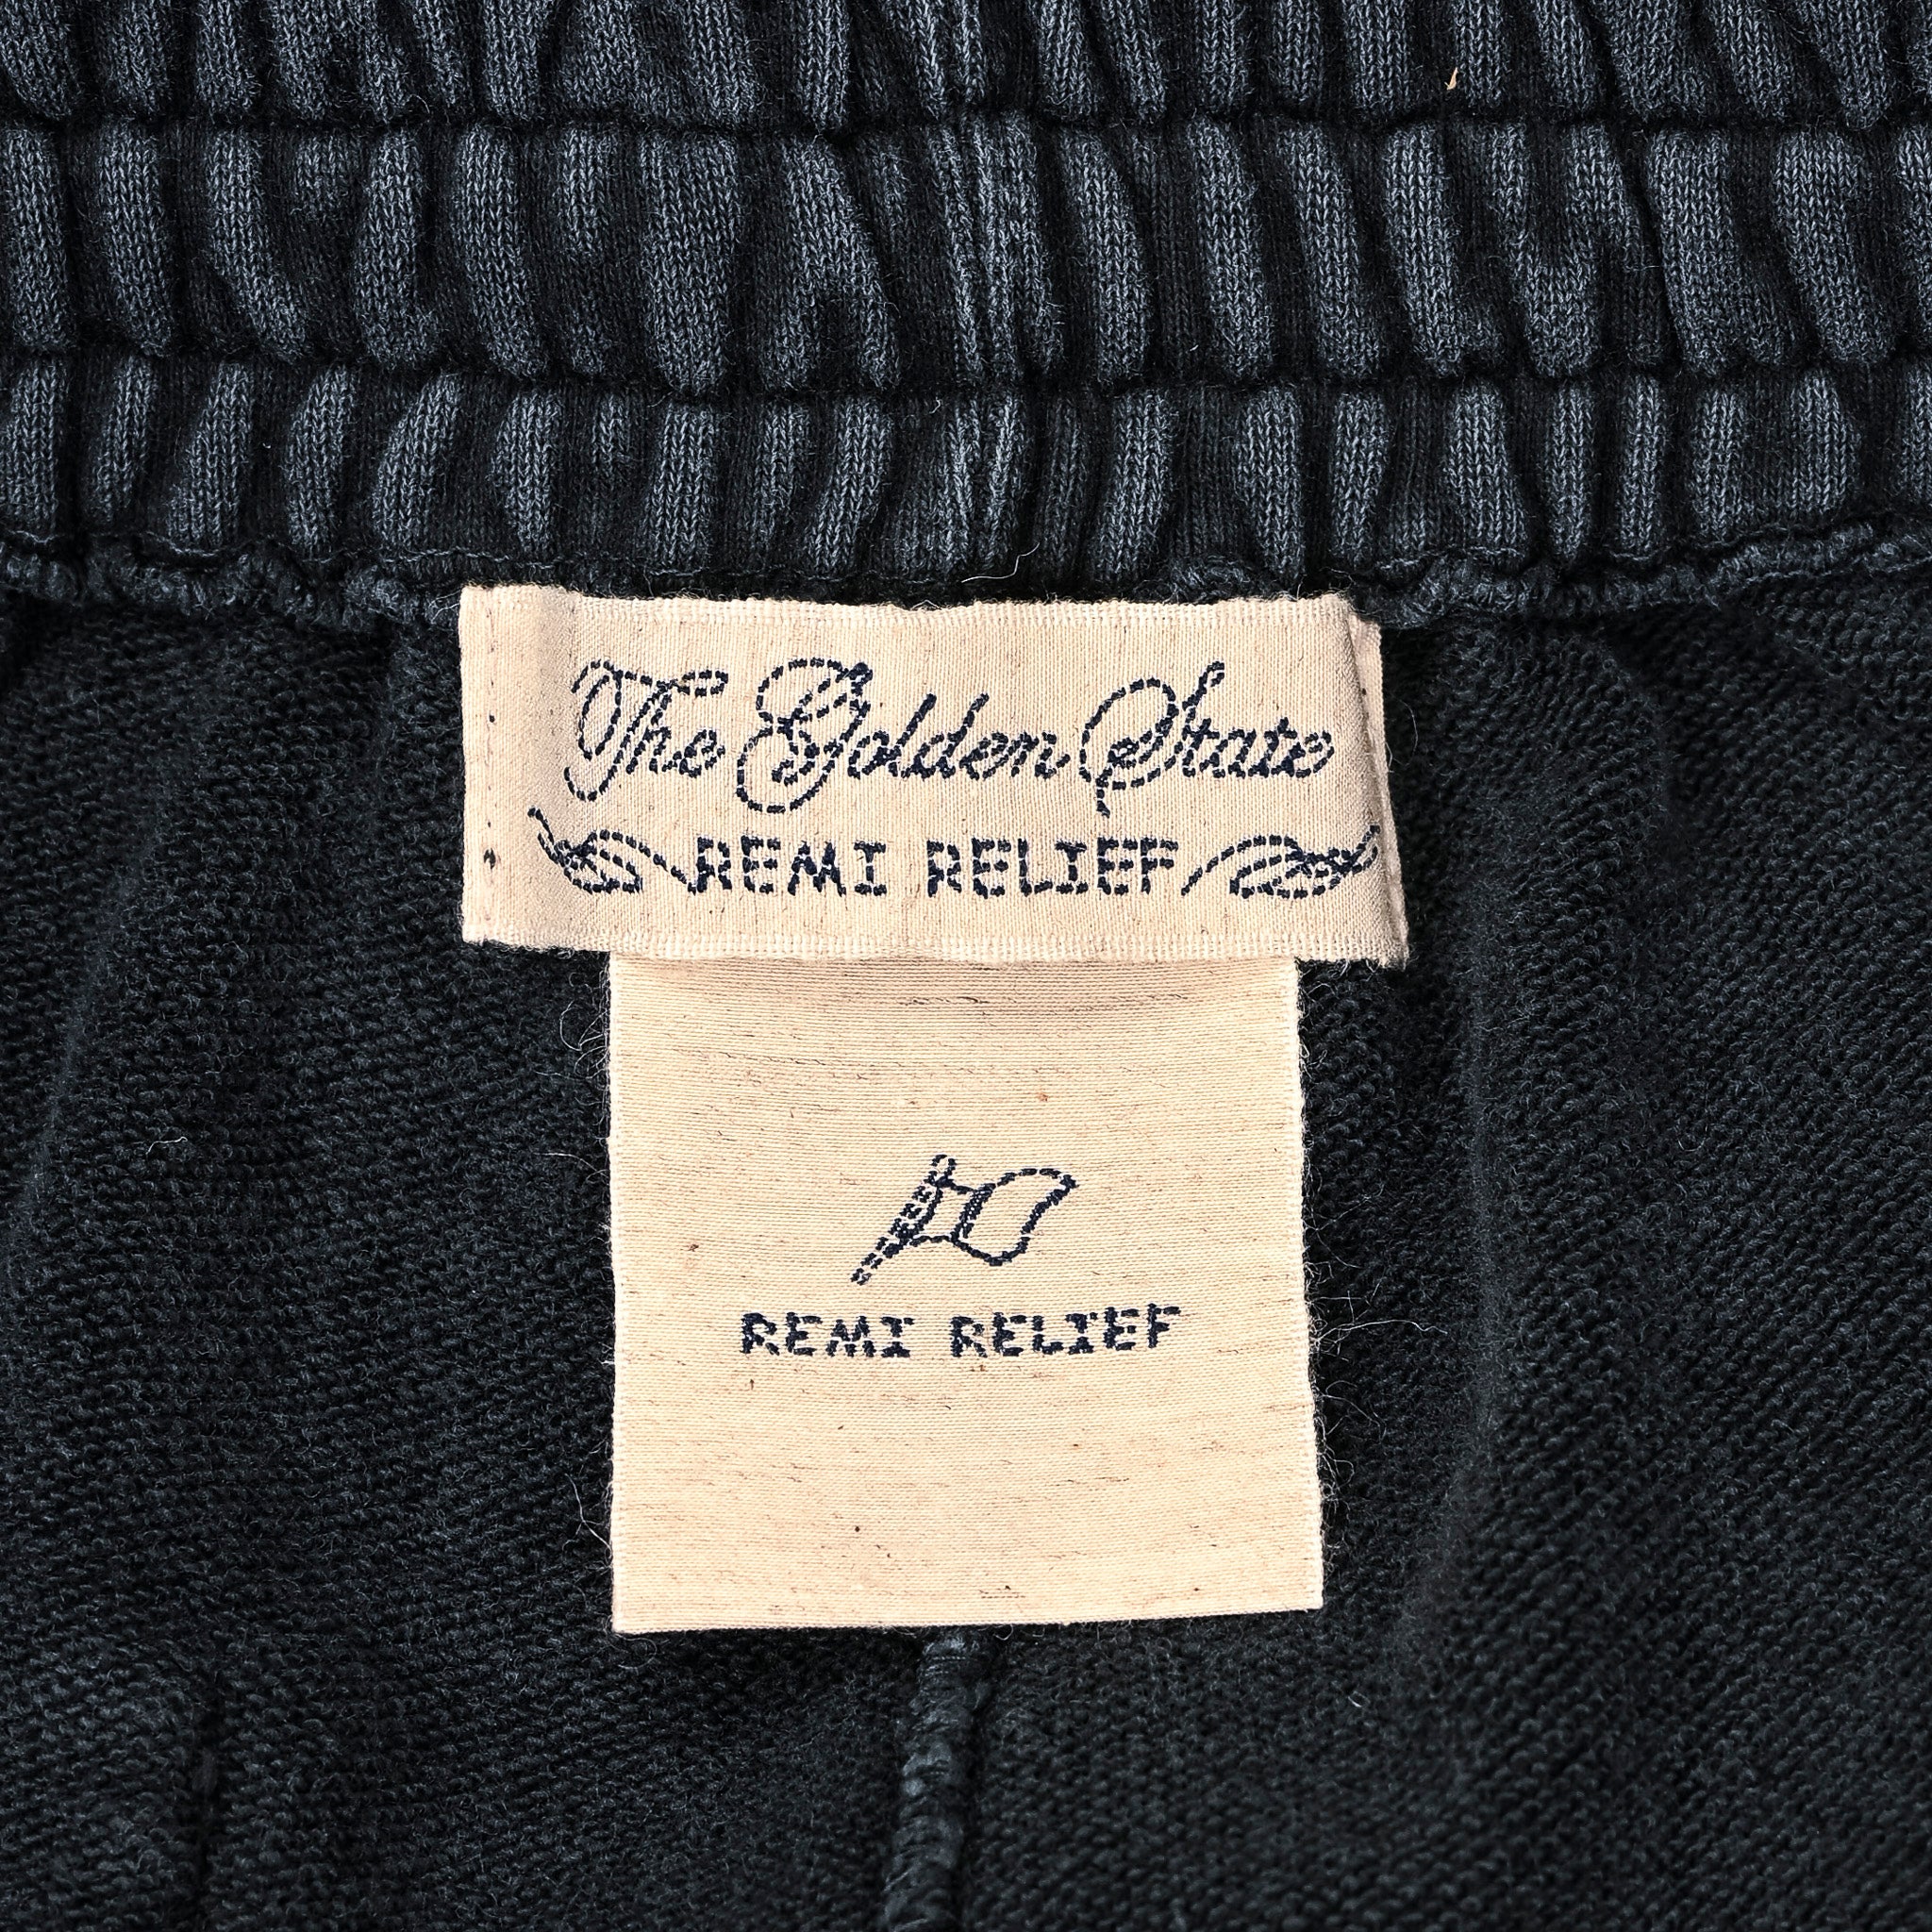 The Golden State
REMI RELIEF
REMI RELIEF